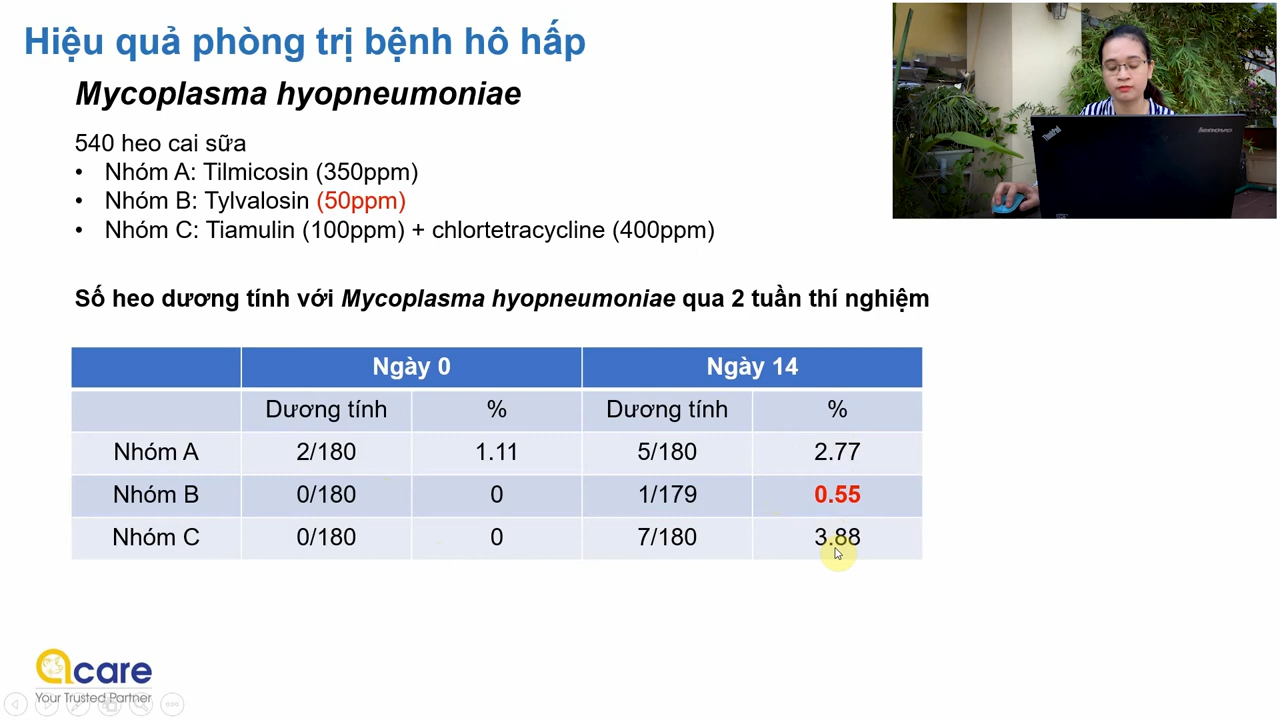 Hiệu quả phòng trị bệnh hô hấp
Mycoplasma hyopneumoniae
540 heo cai sữa
• Nhóm A: Tilmicosin (350ppm)
• Nhóm B: Tylvalosin (50ppm)
• Nhóm C: Tiamulin (100ppm) + chlortetracycline (400ppm)
Số heo dương tính với Mycoplasma hyopneumoniae qua 2 tuần thí nghiệm
Ngày 0 Ngày 14
Dương tính % Dương tính %
Nhóm A 2/180 1.11 5/180 2.77
Nhóm B 0/180 0 1/179 0.55
Nhóm C 0/180 0 7/180 3.88
acare
Your Trusted Partner
ThinkPad
lenovo